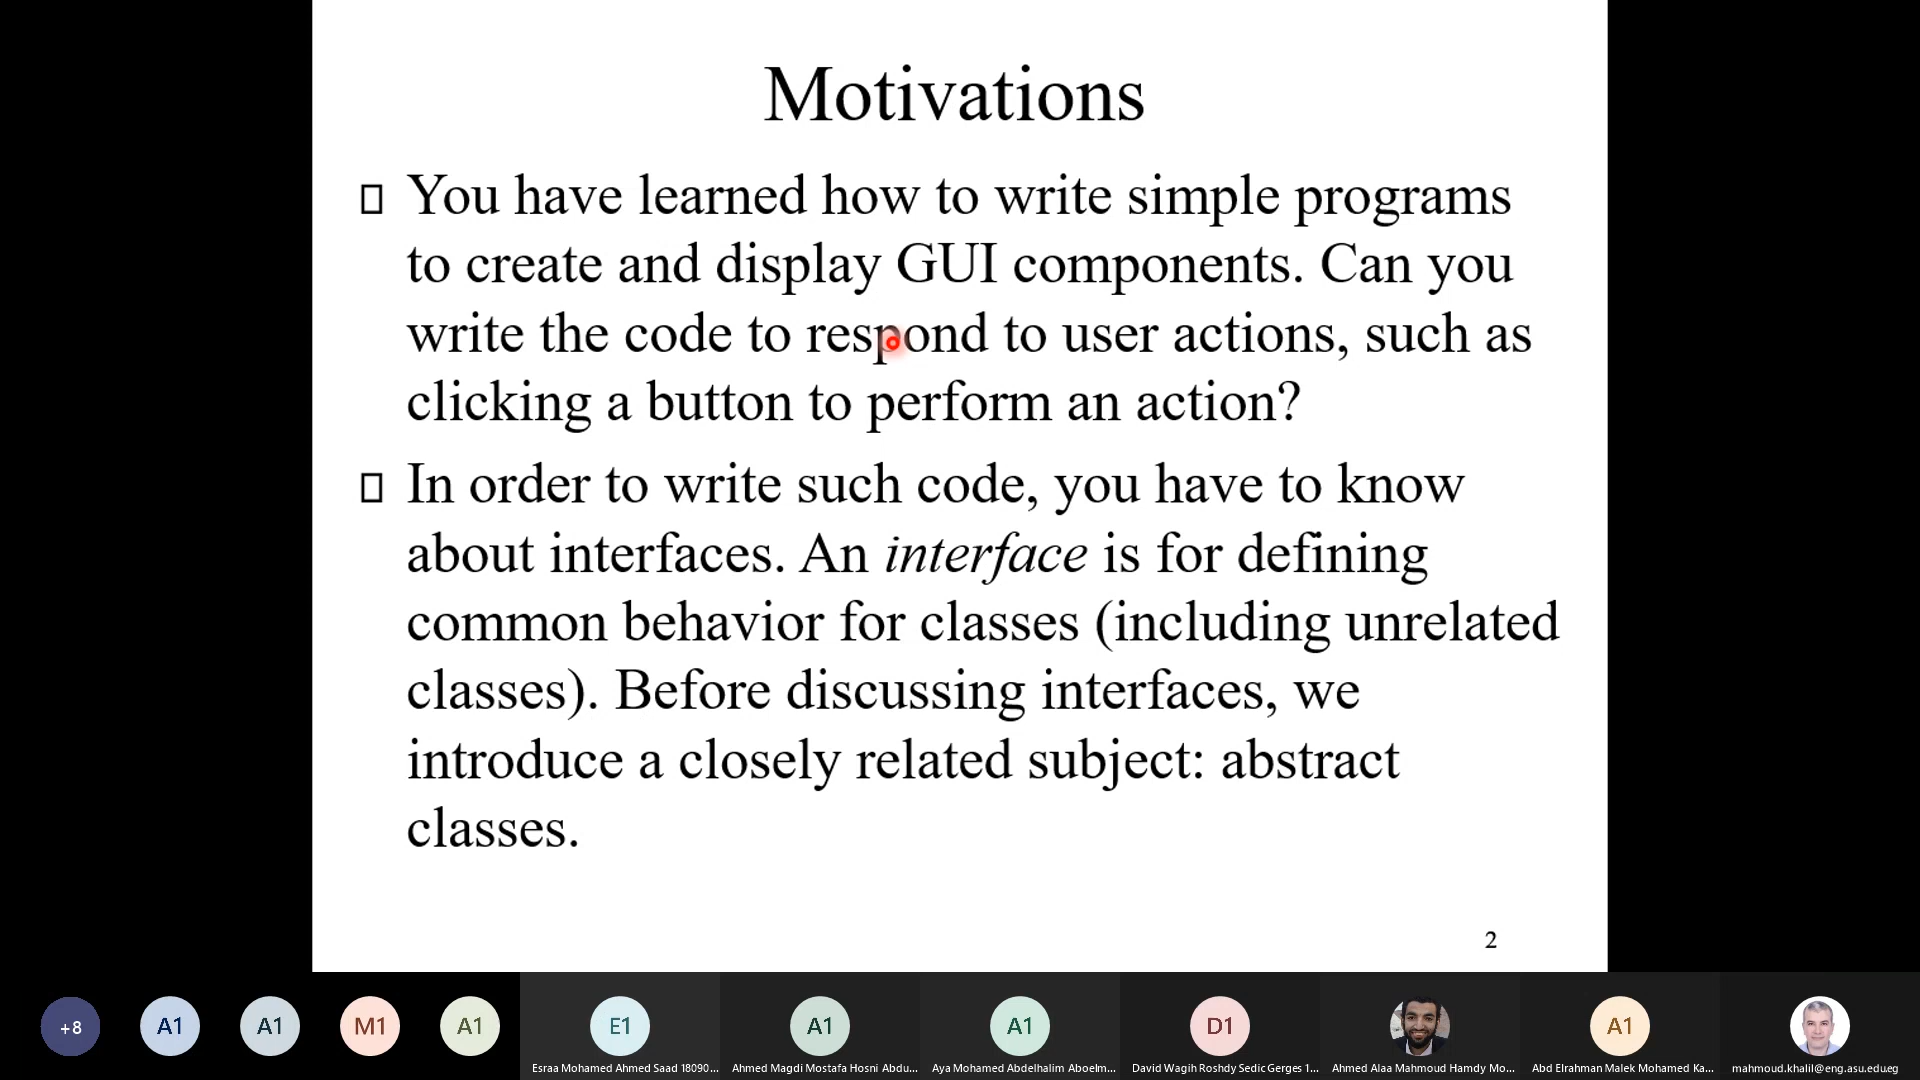 Motivations
You have learned how to write simple programs
to create and display GUI components. Can you
write the code to respond to user actions, such as
clicking a button to perform an action?
In order to write such code, you have to know
about interfaces. An interface is for defining
common behavior for classes (including unrelated
classes). Before discussing interfaces, we
introduce a closely related subject: abstract
classes.
2
+8
A1
A1
M1
A1
E1
A1
A1
D1
A1
Esraa Mohamed Ahmed Saad 18090...
Ahmed Magdi Mostafa Hosni Abdu...
Aya Mohamed Abdelhalim Aboelm...
David Wagih Roshdy Sedic Gerges 1...
Ahmed Alaa Mahmoud Hamdy Mo...
Abd Elrahman Malek Mohamed Ka...
mahmoud.khalil@eng.asu.edu.eg